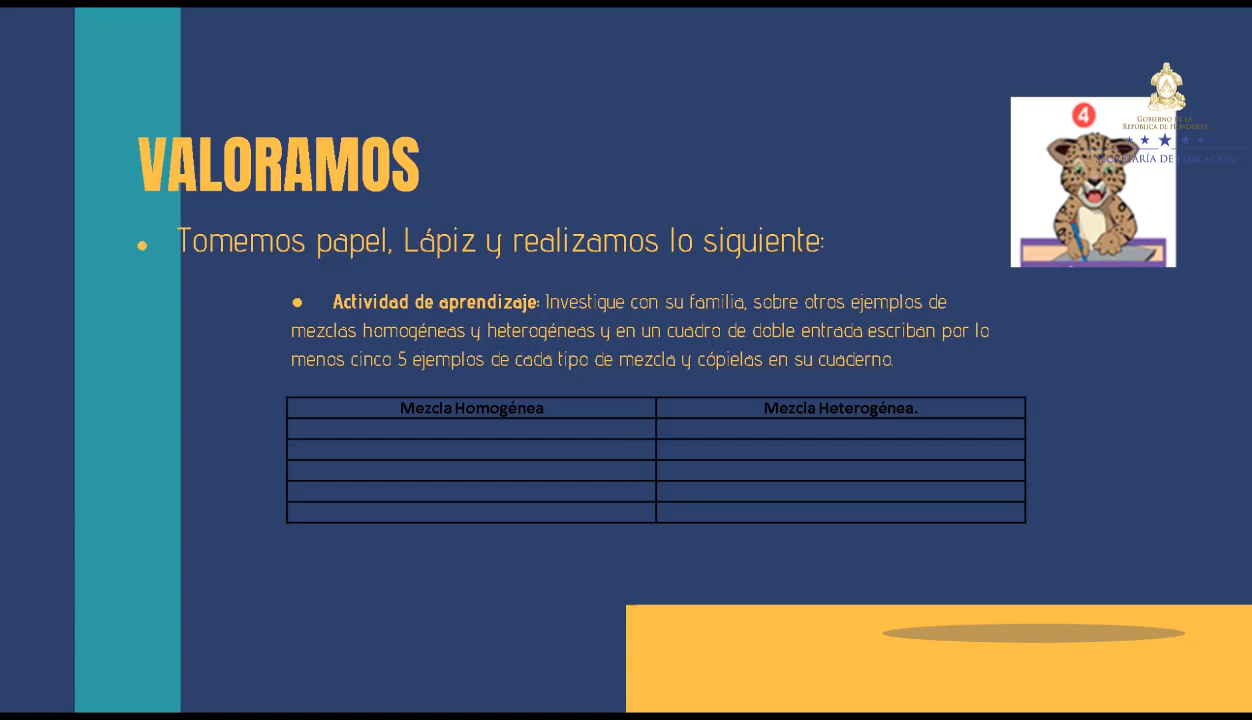 4
GOBIERNO DE LA
REPÚBLICA DE HONDURAS
SECRETARÍA DE EDUCACIÓN
VALORAMOS
• Tomemos papel, Lápiz y realizamos lo siguiente:
● Actividad de aprendizaje: Investigue con su familia, sobre otros ejemplos de
mezclas homogéneas y heterogéneas y en un cuadro de doble entrada escriban por lo
menos cinco 5 ejemplos de cada tipo de mezcla y cópielas en su cuaderno.
Mezcla Homogénea Mezcla Heterogénea.